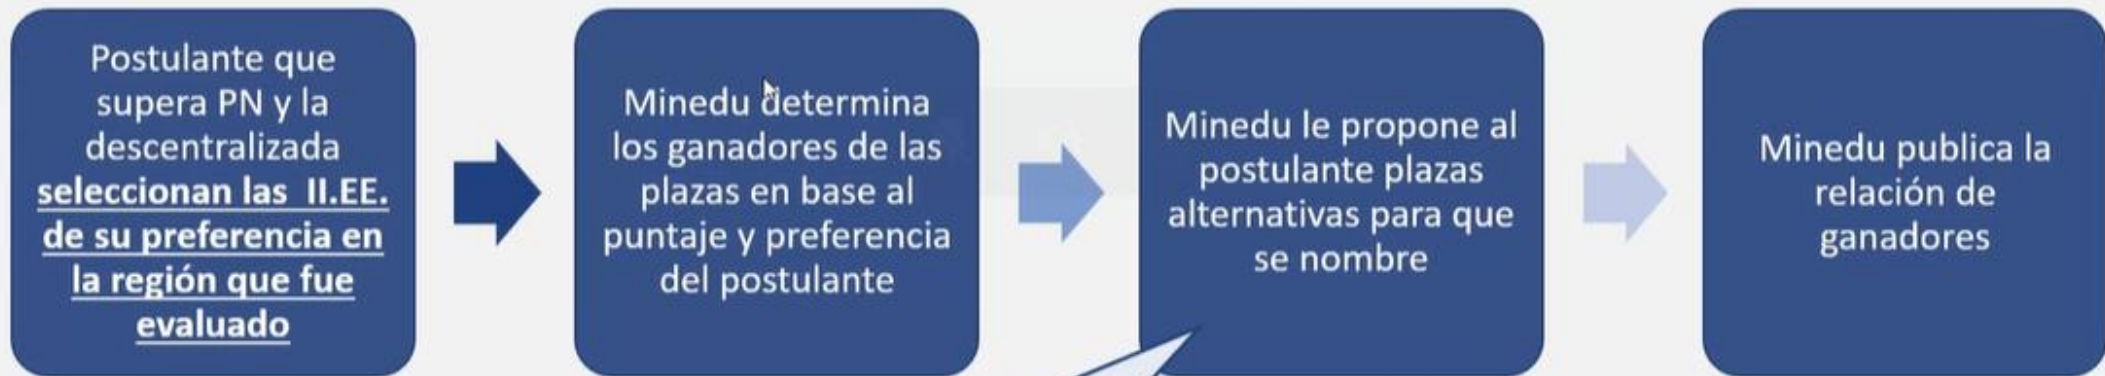 Postulante que
supera PN y la
descentralizada
seleccionan las II.EE.
de su preferencia en
la región que fue
evaluado
Minedu determina
los ganadores de las
plazas en base al
puntaje y preferencia
del postulante
Minedu le propone al
postulante plazas
alternativas para que
se nombre
Minedu publica la
relación de
ganadores